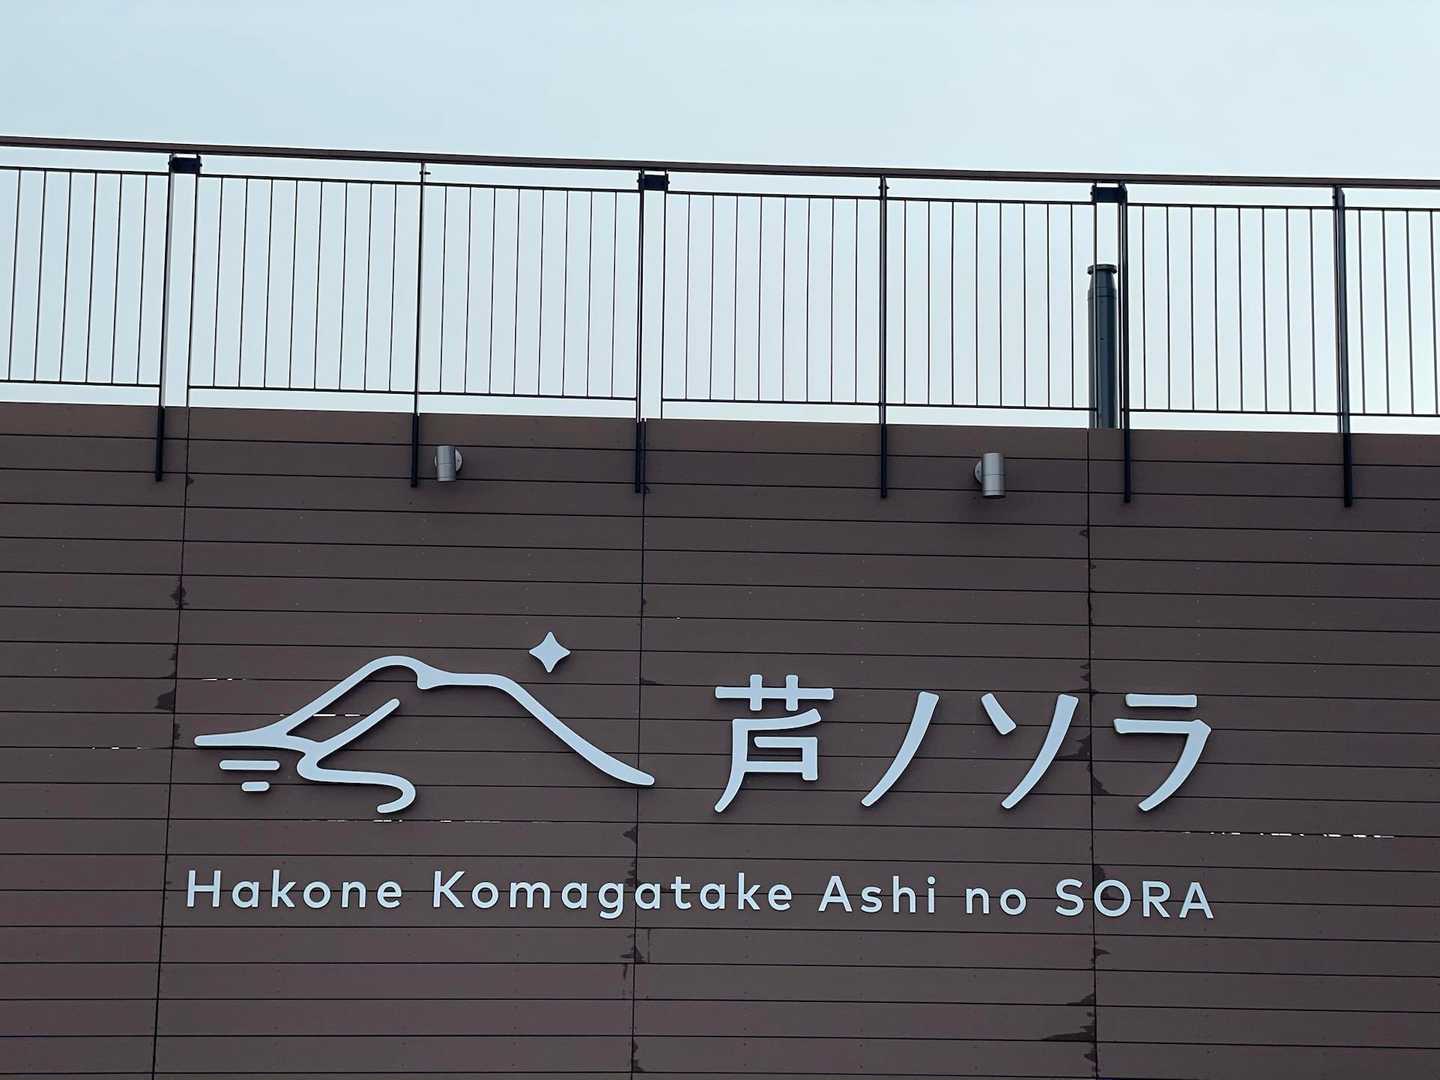 芦ノソラ
Hakone Komagatake Ashi no SORA